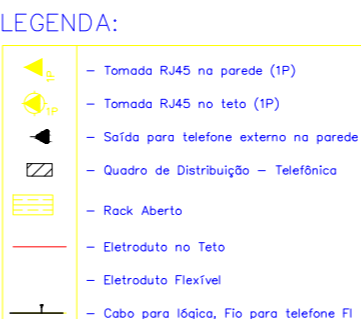 LEGENDA:
1P – Tomada RJ45 na parede (1P)
1P – Tomada RJ45 no teto (1P)
– Saída para telefone externo na parede
– Quadro de Distribuição – Telefônica
– Rack Aberto
– Eletroduto no Teto
– Eletroduto Flexível
– Cabo para lógica, Fio para telefone FI